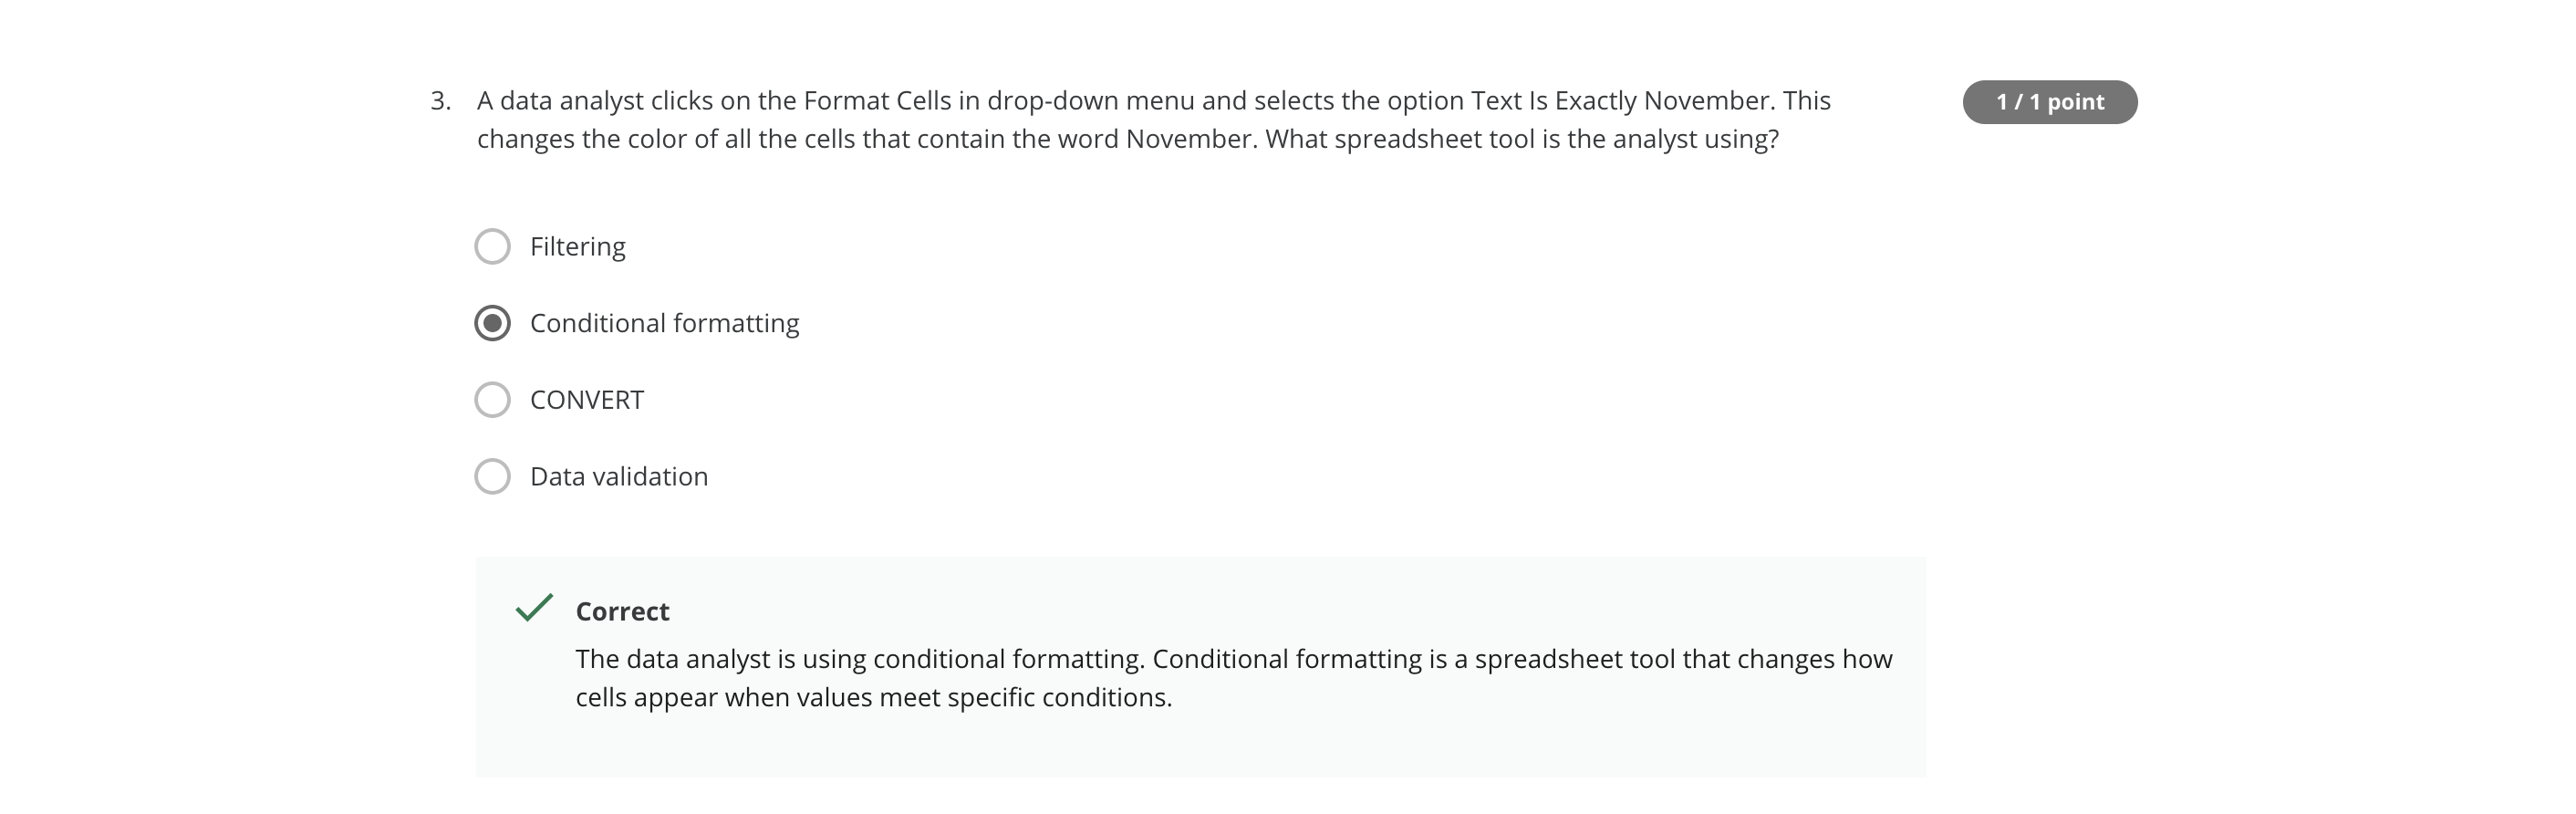 3. A data analyst clicks on the Format Cells in drop-down menu and selects the option Text Is Exactly November. This
changes the color of all the cells that contain the word November. What spreadsheet tool is the analyst using?
1 / 1 point
Filtering
Conditional formatting
CONVERT
Data validation
Correct
The data analyst is using conditional formatting. Conditional formatting is a spreadsheet tool that changes how
cells appear when values meet specific conditions.